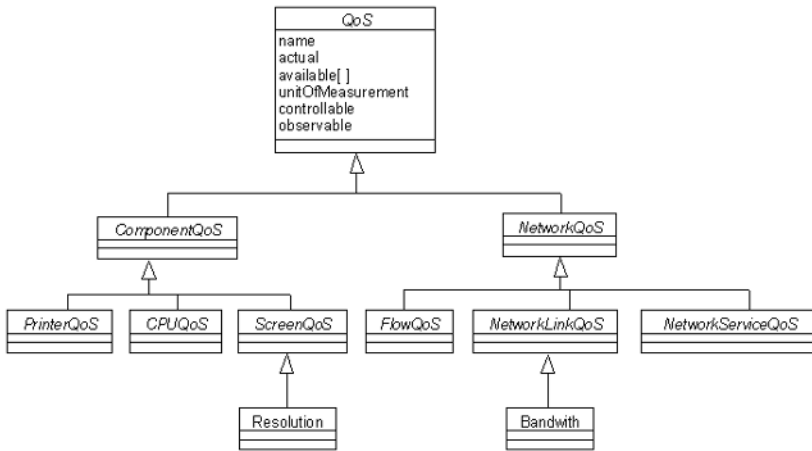 QoS
name
actual
available[ ]
unitOfMeasurement
controllable
observable
ComponentQoS
NetworkQoS
PrinterQoS
CPUQoS
ScreenQoS
FlowQoS
NetworkLinkQoS
NetworkServiceQoS
Resolution
Bandwith